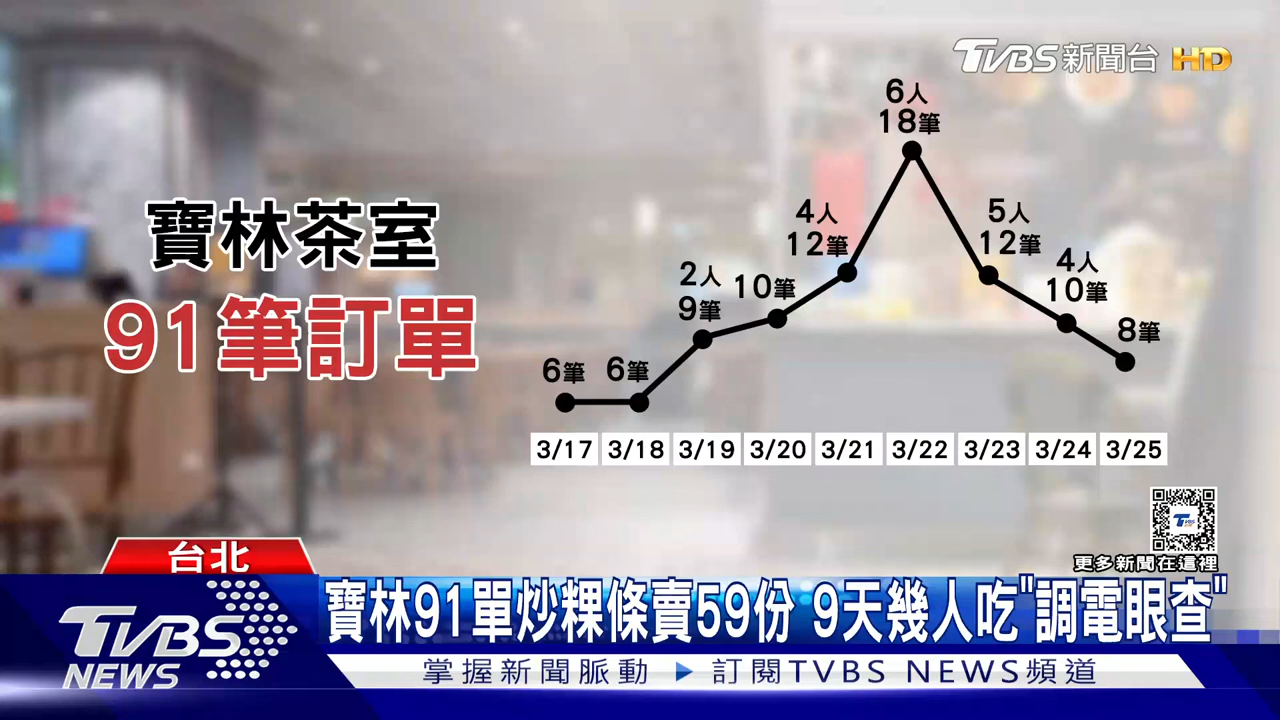 TVBS新聞台 HD
寶林茶室
91筆訂單
6筆
6筆
2人
9筆
10筆
4人
12筆
6人
18筆
5人
12筆
4人
10筆
8筆
3/17 3/18 3/19 3/20 3/21 3/22 3/23 3/24 3/25
TVBS
更多新聞在這裡
台北
寶林91單炒粿條賣59份 9天幾人吃"調電眼查"
TVBS
NEWS
掌握新聞脈動 ▶ 訂閱TVBS NEWS頻道